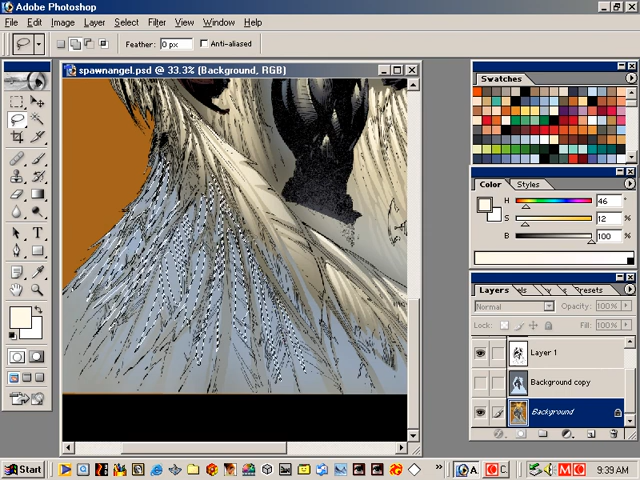 Adobe Photoshop
File Edit Image Layer Select Filter View Window Help
Feather: 0 px Anti-aliased
spawnangel.psd @ 33.3% (Background, RGB)
Swatches
Color Styles
H 46 °
S 12 %
B 100 %
Layers
Normal Opacity: 100%
Lock: Fill: 100%
Layer 1
Background copy
Background
Start
A.
C.
9:39 AM